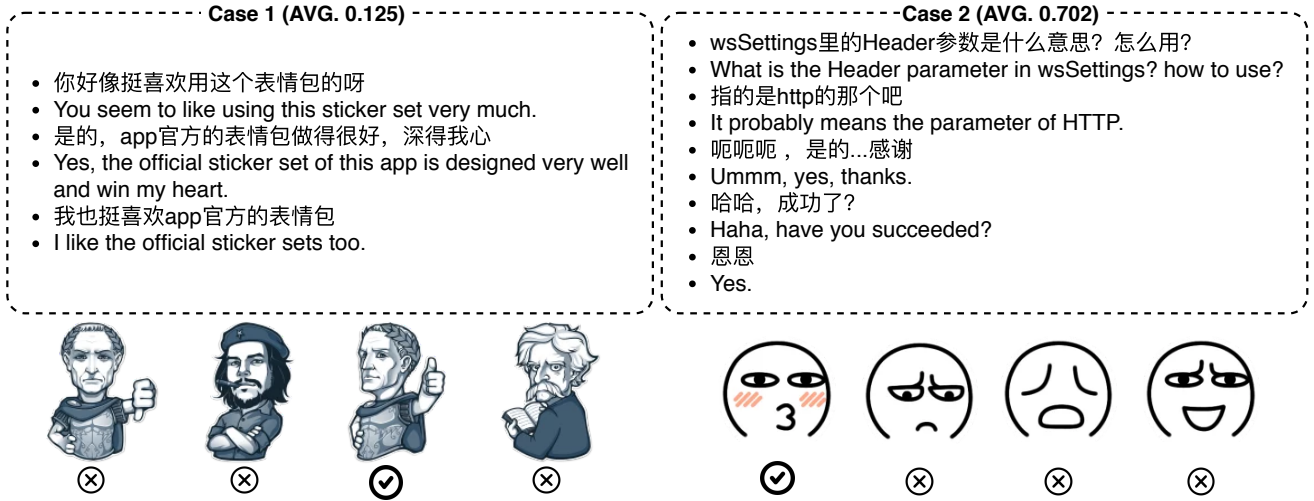 Case 1 (AVG. 0.125)
你好像挺喜欢用这个表情包的呀
You seem to like using this sticker set very much.
是的，app官方的表情包做得很好，深得我心
Yes, the official sticker set of this app is designed very well
and win my heart.
我也挺喜欢app官方的表情包
I like the official sticker sets too.
Case 2 (AVG. 0.702)
wsSettings里的Header参数是什么意思？怎么用？
What is the Header parameter in wsSettings? how to use?
指的是http的那个吧
It probably means the parameter of HTTP.
呃呃呃 ，是的...感谢
Ummm, yes, thanks.
哈哈，成功了？
Haha, have you succeeded?
恩恩
Yes.